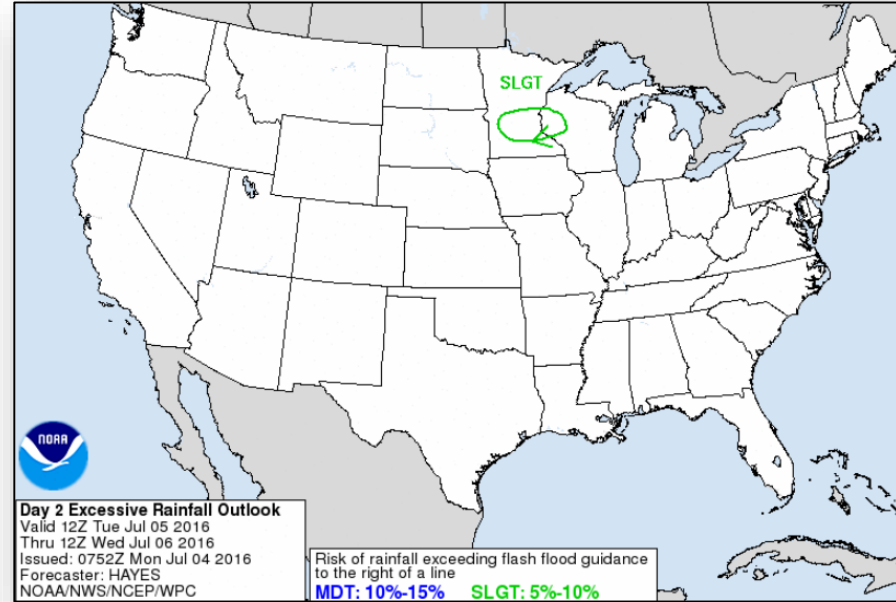 SLGT
NOAA
Day 2 Excessive Rainfall Outlook
Valid 12Z Tue Jul 05 2016
Thru 12Z Wed Jul 06 2016
Issued: 0752Z Mon Jul 04 2016
Forecaster: HAYES
NOAA/NWS/NCEP/WPC
Risk of rainfall exceeding flash flood guidance
to the right of a line
MDT: 10%-15% SLGT: 5%-10%